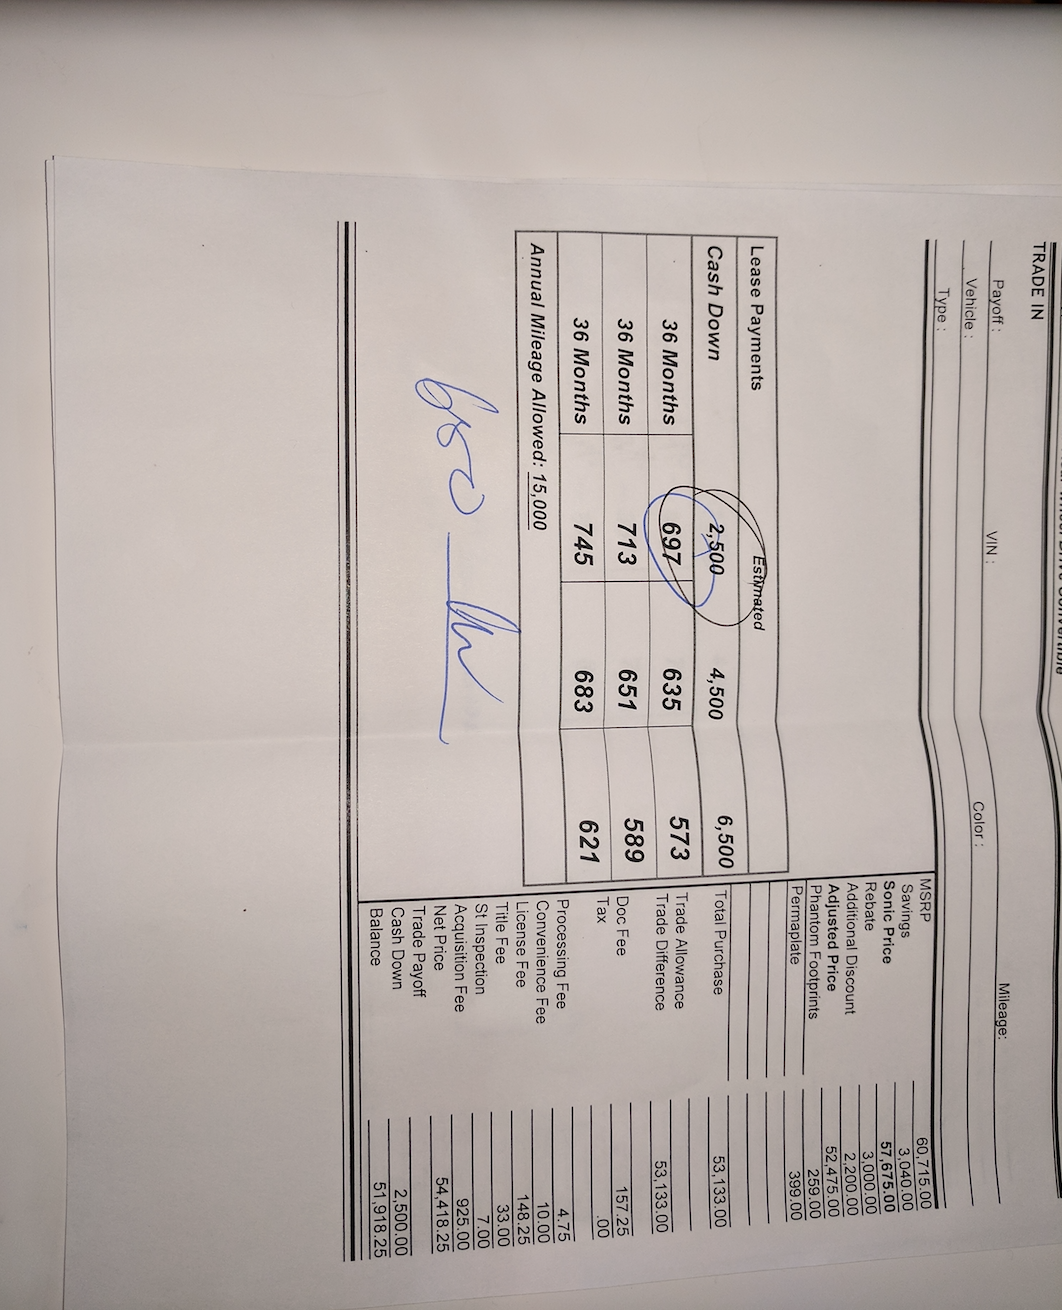 TRADE IN
Payoff : VIN : Mileage:
Vehicle : Color :
Type :
Lease Payments Estimated
Cash Down 2,500 4,500 6,500
36 Months 697 635 573
36 Months 713 651 589
36 Months 745 683 621
Annual Mileage Allowed: 15,000
650
MSRP 60,715.00
Savings 3,040.00
Sonic Price 57,675.00
Rebate 3,000.00
Additional Discount 2,200.00
Adjusted Price 52,475.00
Phantom Footprints 259.00
Permaplate 399.00
Total Purchase 53,133.00
Trade Allowance
Trade Difference 53,133.00
Doc Fee 157.25
Tax .00
Processing Fee 4.75
Convenience Fee 10.00
License Fee 148.25
Title Fee 33.00
St Inspection 7.00
Acquisition Fee 925.00
Net Price 54,418.25
Trade Payoff
Cash Down 2,500.00
Balance 51,918.25